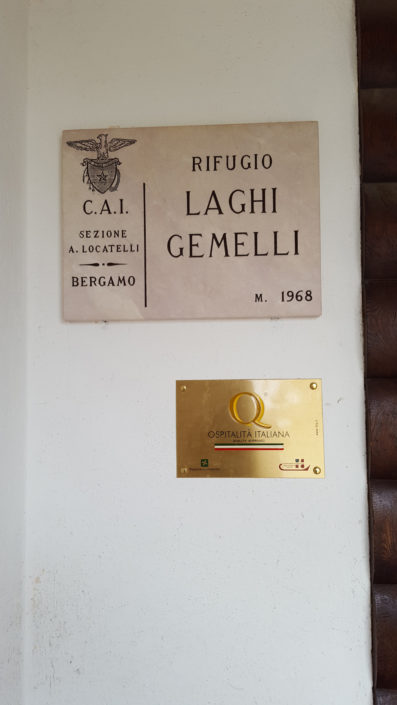 C.A.I.
SEZIONE
A. LOCATELLI
BERGAMO
RIFUGIO
LAGHI
GEMELLI
M. 1968
Q
OSPITALITÀ ITALIANA